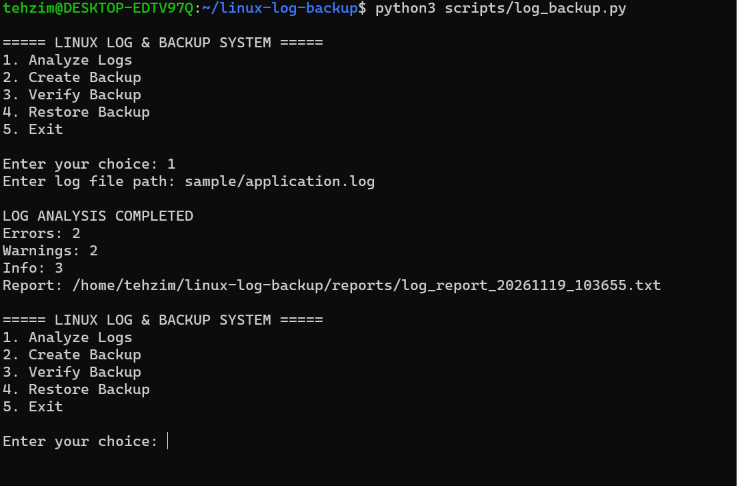 tehzim@DESKTOP-EDTV97Q:~/linux-log-backup$ python3 scripts/log_backup.py
===== LINUX LOG & BACKUP SYSTEM =====
1. Analyze Logs
2. Create Backup
3. Verify Backup
4. Restore Backup
5. Exit
Enter your choice: 1
Enter log file path: sample/application.log
LOG ANALYSIS COMPLETED
Errors: 2
Warnings: 2
Info: 3
Report: /home/tehzim/linux-log-backup/reports/log_report_20261119_103655.txt
===== LINUX LOG & BACKUP SYSTEM =====
1. Analyze Logs
2. Create Backup
3. Verify Backup
4. Restore Backup
5. Exit
Enter your choice: